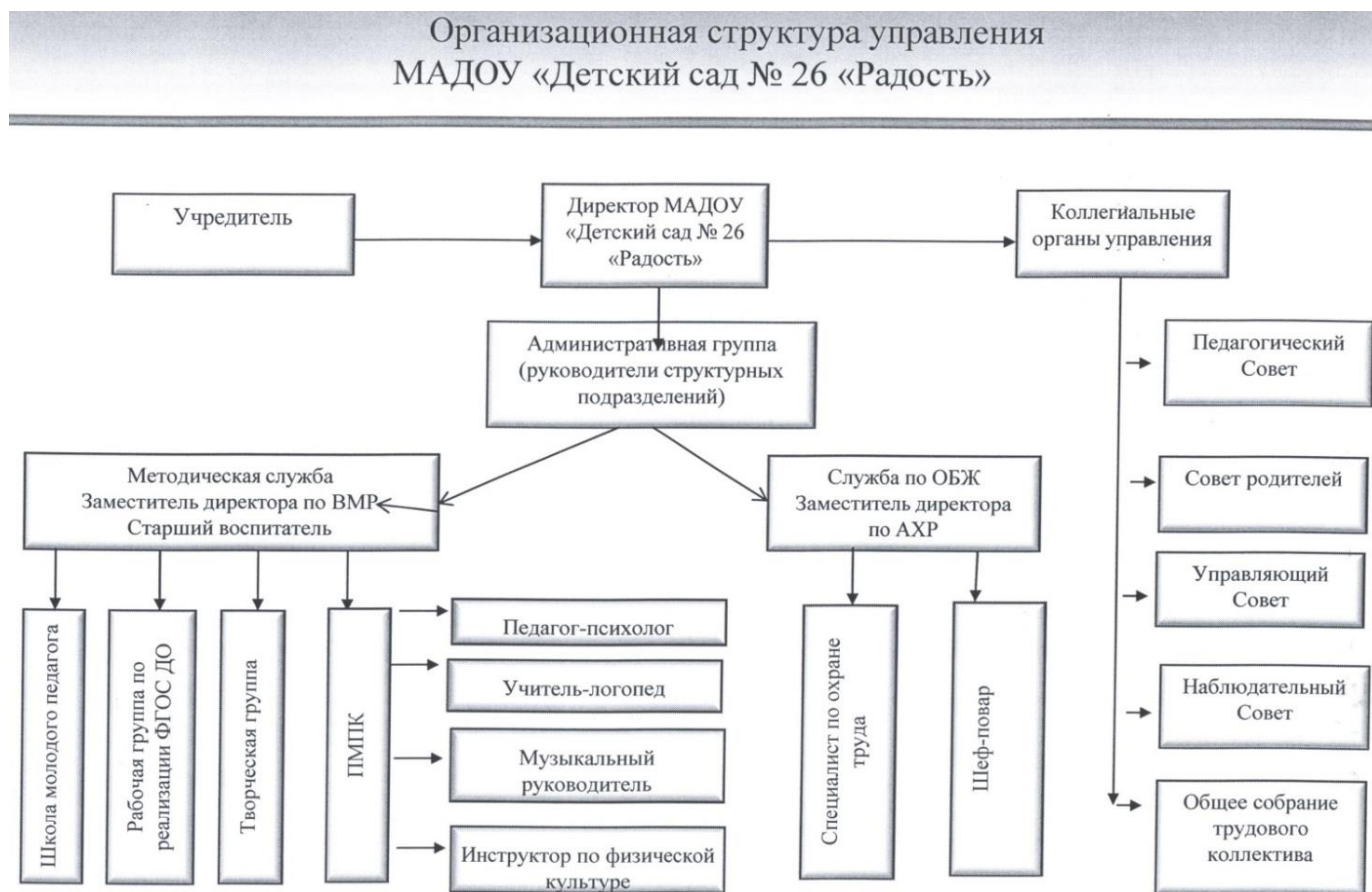 Организационная структура управления
МАДОУ «Детский сад № 26 «Радость»
Учредитель
Директор МАДОУ
«Детский сад № 26
«Радость»
Коллегиальные
органы управления
Административная группа
(руководители структурных
подразделений)
Педагогический
Совет
Методическая служба
Заместитель директора по ВМР
Старший воспитатель
Служба по ОБЖ
Заместитель директора
по АХР
Совет родителей
Управляющий
Совет
Школа молодого педагога
Рабочая группа по
реализации ФГОС ДО
Творческая группа
ПМПК
Педагог-психолог
Учитель-логопед
Музыкальный
руководитель
Инструктор по физической
культуре
Специалист по охране
труда
Шеф-повар
Наблюдательный
Совет
Общее собрание
трудового
коллектива